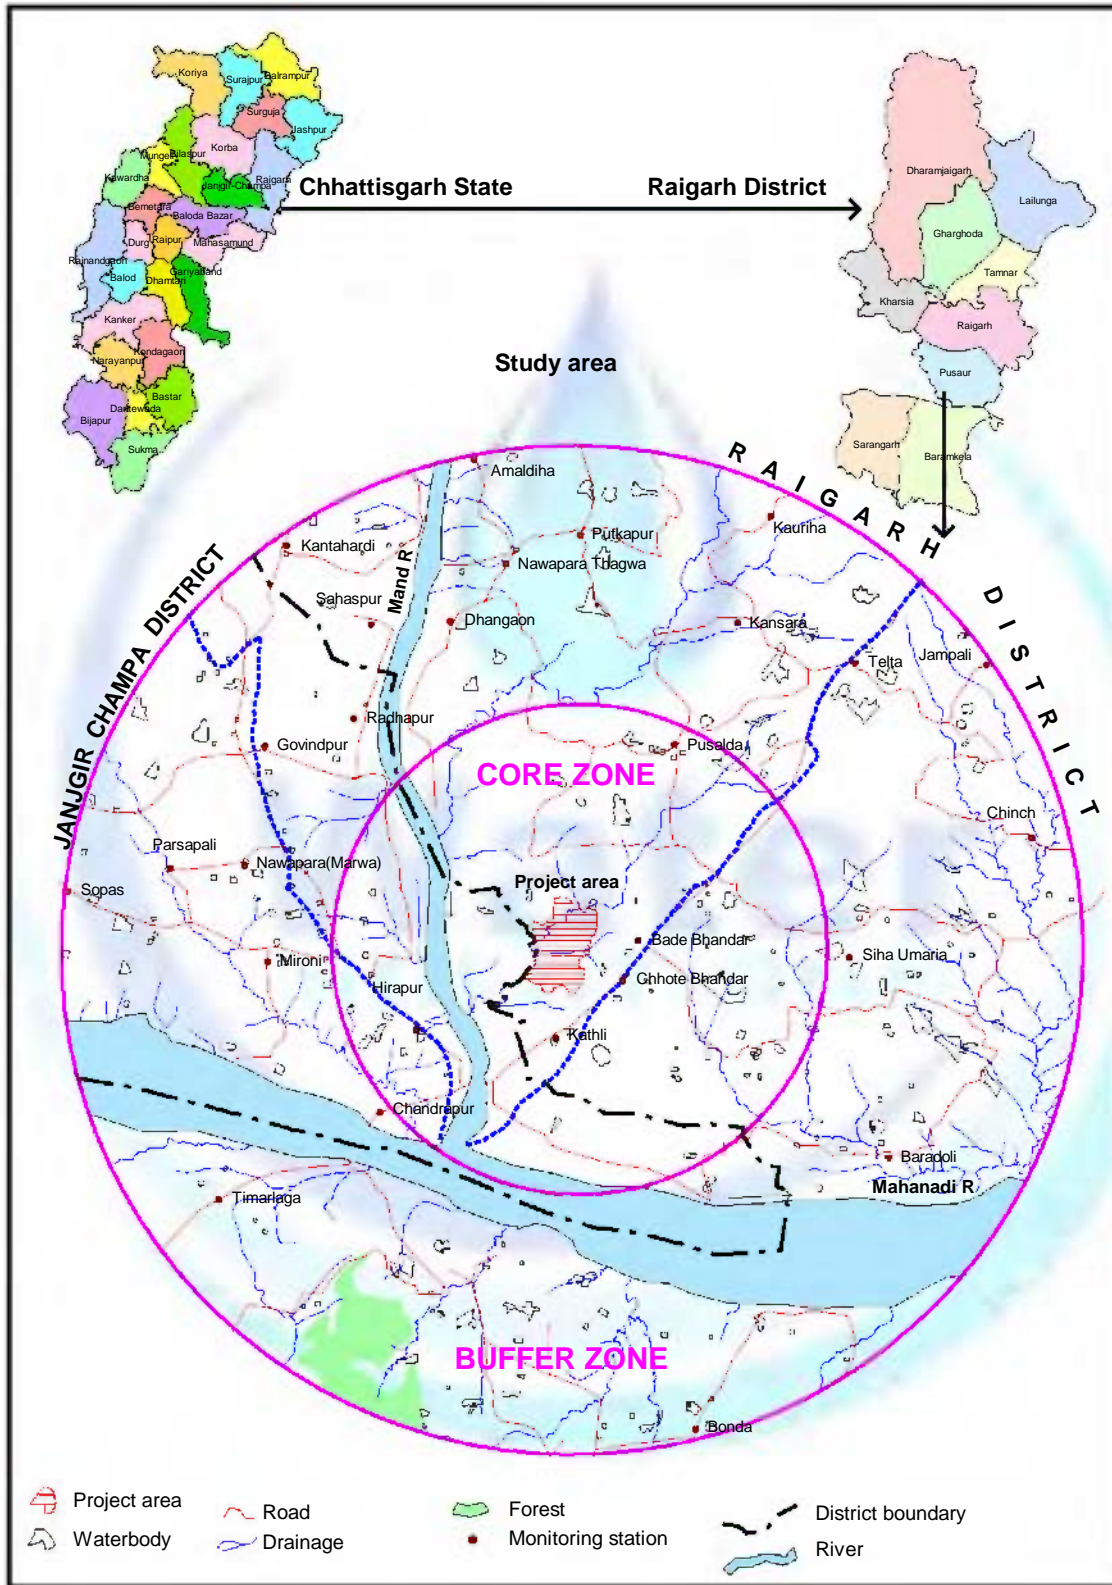 Koriya
Surajpur
Balrampur
Surguja
Jashpur
Korba
Bilaspur
Mungeli
Kawardha
Janjgir-Champa
Raigarh
Bemetara
Baloda Bazar
Durg
Raipur
Mahasamund
Rajnandgaon
Balod
Dhamtari
Gariyaband
Kanker
Kondagaon
Narayanpur
Bastar
Dantewada
Bijapur
Sukma
Chhattisgarh State
Raigarh District
Dharamjaigarh
Lailunga
Gharghoda
Tamnar
Kharsia
Raigarh
Pusaur
Sarangarh
Baramkela
Study area
RAIGARH DISTRICT
JANJGIR CHAMPA DISTRICT
Amaldiha
Kauriha
Putkapur
Kantahardi
Nawapara Thagwa
Mand R
Sahaspur
Dhangaon
Kansara
Telta
Jampali
Radhapur
Govindpur
Pusalda
CORE ZONE
Chinch
Parsapali
Nawapara(Marwa)
Sopas
Project area
Bade Bhandar
Siha Umaria
Mironi
Hirapur
Chhote Bhandar
Kathli
Chandrapur
Baradoli
Mahanadi R
Timarlaga
BUFFER ZONE
Bonda
Project area
Road
Forest
District boundary
Waterbody
Drainage
Monitoring station
River